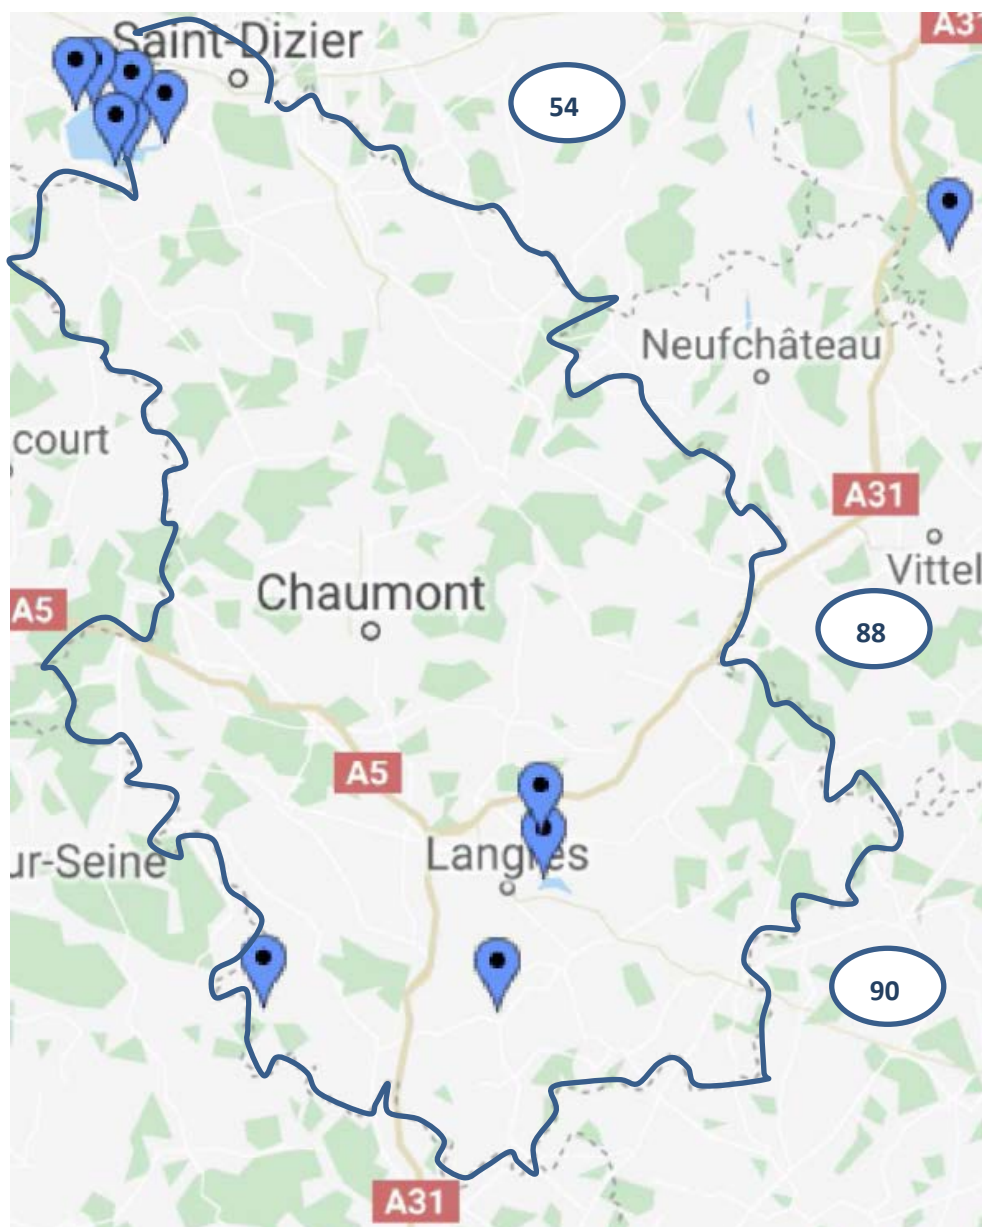 A31
Saint-Dizier
54
Neufchâteau
court
A31
Vittel
A5
Chaumont
88
A5
Langres
ur-Seine
90
A31